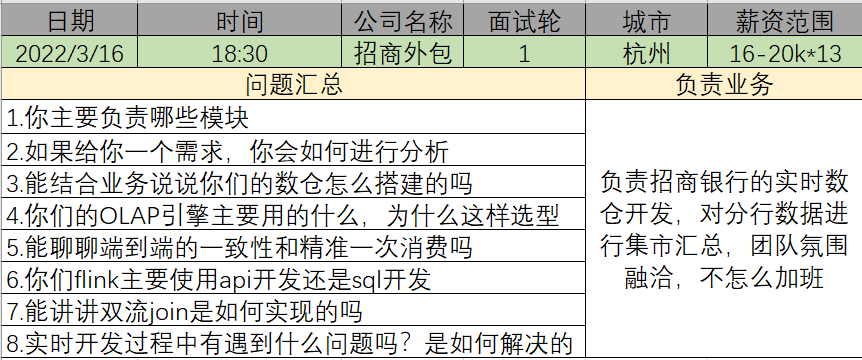 日期 时间 公司名称 面试轮 城市 薪资范围
2022/3/16 18:30 招商外包 1 杭州 16-20k*13
问题汇总 负责业务
1.你主要负责哪些模块
2.如果给你一个需求，你会如何进行分析
3.能结合业务说说你们的数仓怎么搭建的吗
4.你们的OLAP引擎主要用的什么，为什么这样选型
5.能聊聊端到端的一致性和精准一次消费吗
6.你们flink主要使用api开发还是sql开发
7.能讲讲双流join是如何实现的吗
8.实时开发过程中有遇到什么问题吗？是如何解决的
负责招商银行的实时数
仓开发，对分行数据进
行集市汇总，团队氛围
融洽，不怎么加班